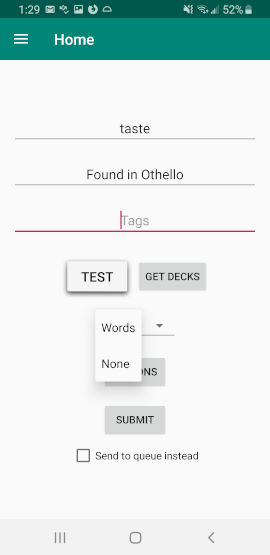 1:29
52%
Home
taste
Found in Othello
Tags
TEST
GET DECKS
Words
None
SUBMIT
Send to queue instead